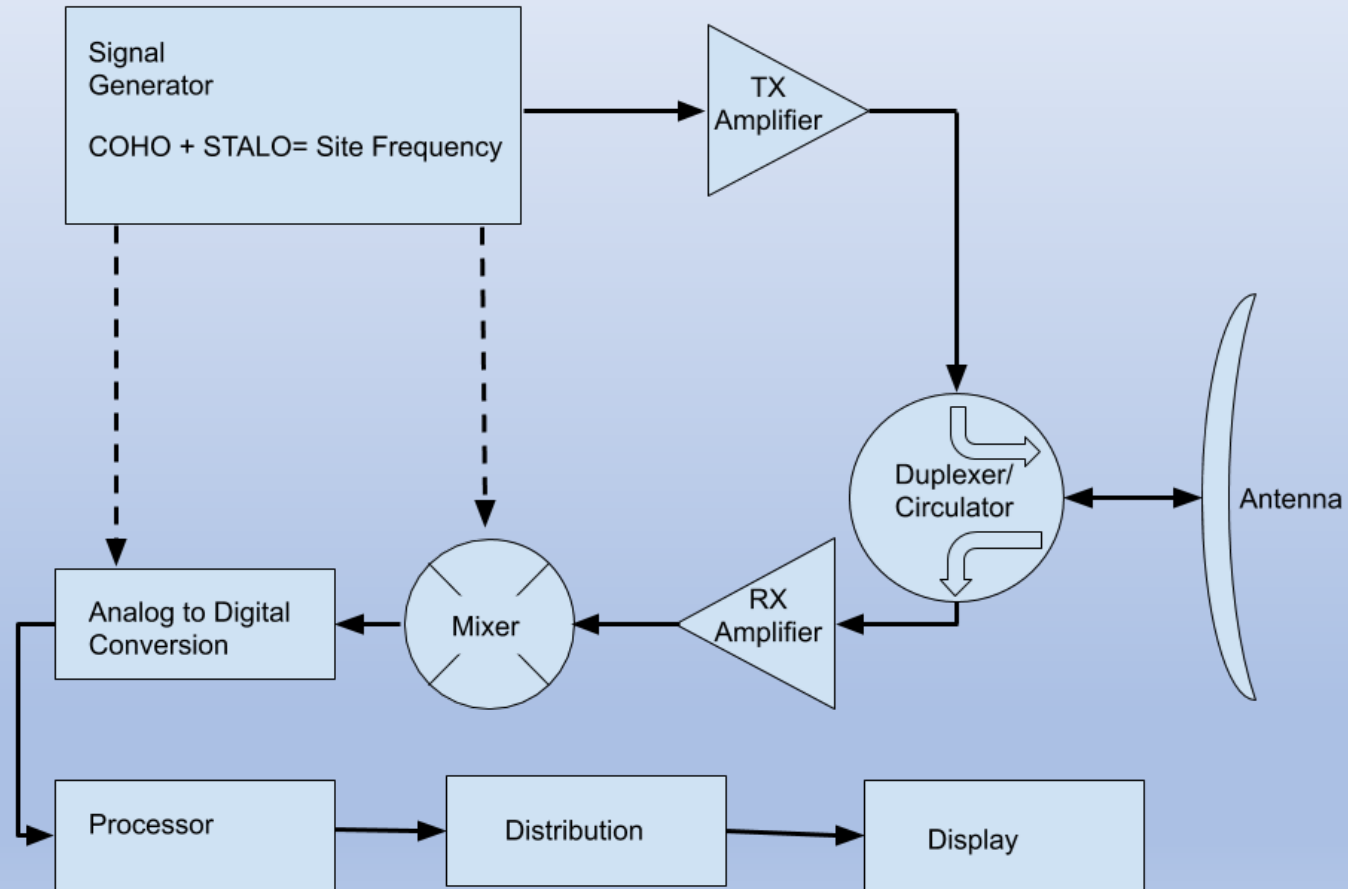 Signal
Generator
COHO + STALO= Site Frequency
TX
Amplifier
Duplexer/
Circulator
Antenna
RX
Amplifier
Mixer
Analog to Digital
Conversion
Processor
Distribution
Display